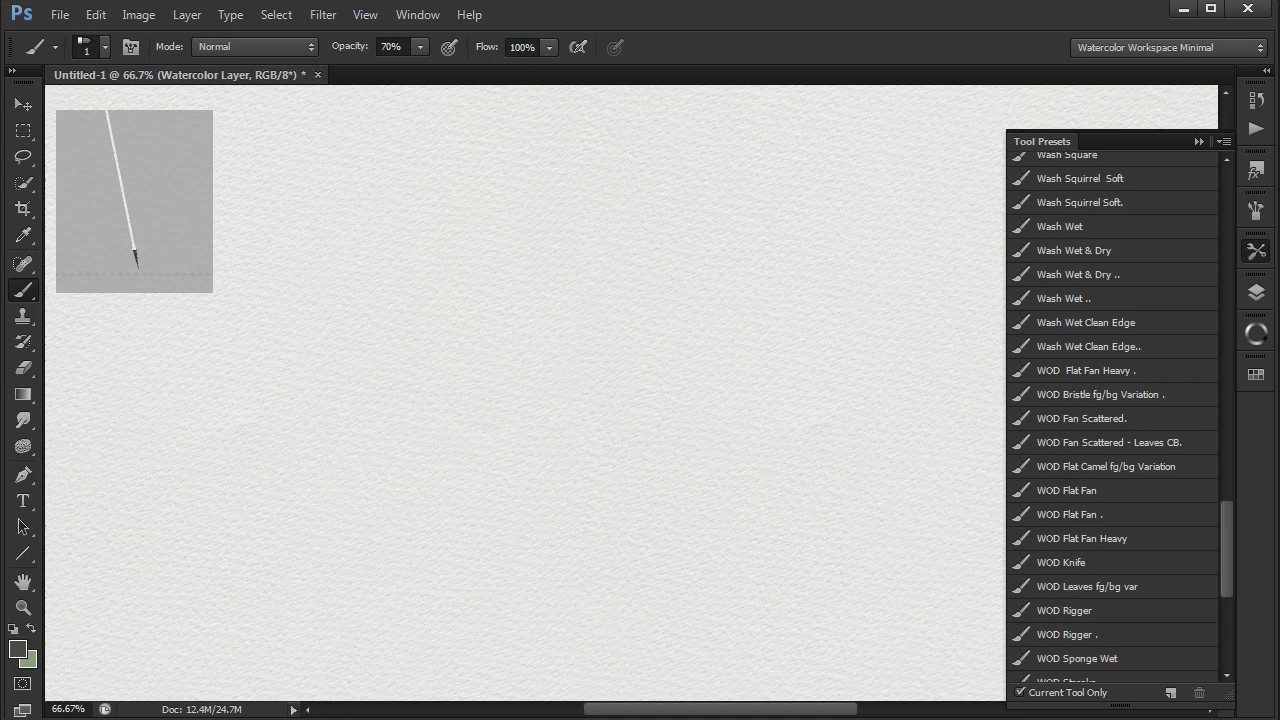 Ps File Edit Image Layer Type Select Filter View Window Help
1 Mode: Normal Opacity: 70% Flow: 100% Watercolor Workspace Minimal
Untitled-1 @ 66.7% (Watercolor Layer, RGB/8*) *
Tool Presets
Wash Square
Wash Squirrel  Soft
Wash Squirrel Soft.
Wash Wet
Wash Wet & Dry
Wash Wet & Dry ..
Wash Wet ..
Wash Wet Clean Edge
Wash Wet Clean Edge..
WOD  Flat Fan Heavy .
WOD Bristle fg/bg Variation .
WOD Fan Scattered.
WOD Fan Scattered - Leaves CB.
WOD Flat Camel fg/bg Variation
WOD Flat Fan
WOD Flat Fan .
WOD Flat Fan Heavy
WOD Knife
WOD Leaves fg/bg var
WOD Rigger
WOD Rigger .
WOD Sponge Wet
Current Tool Only
66.67% Doc: 12.4M/24.7M